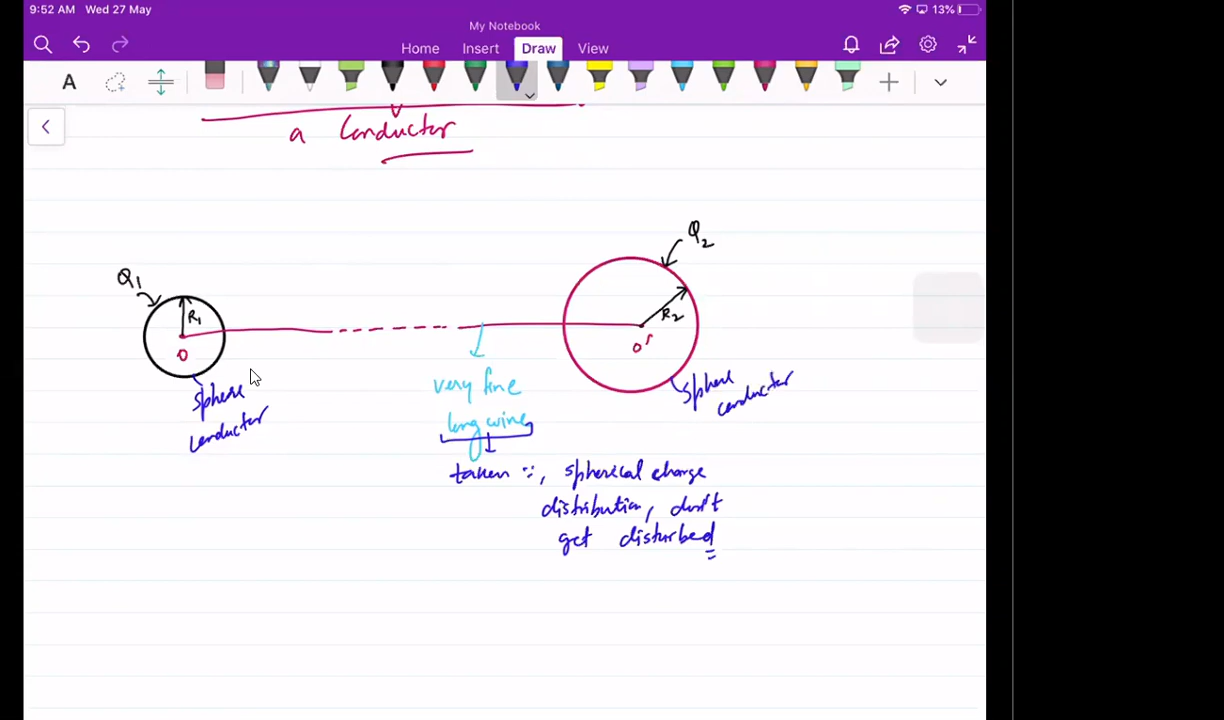 9:52 AM Wed 27 May
13%
My Notebook
Home Insert Draw View
A
a Conductor
Q2
Q1
R1
R2
O
O'
sphere
conductor
very fine
long wire
sphere
conductor
taken ∵, spherical charge
distribution, don't
get disturbed